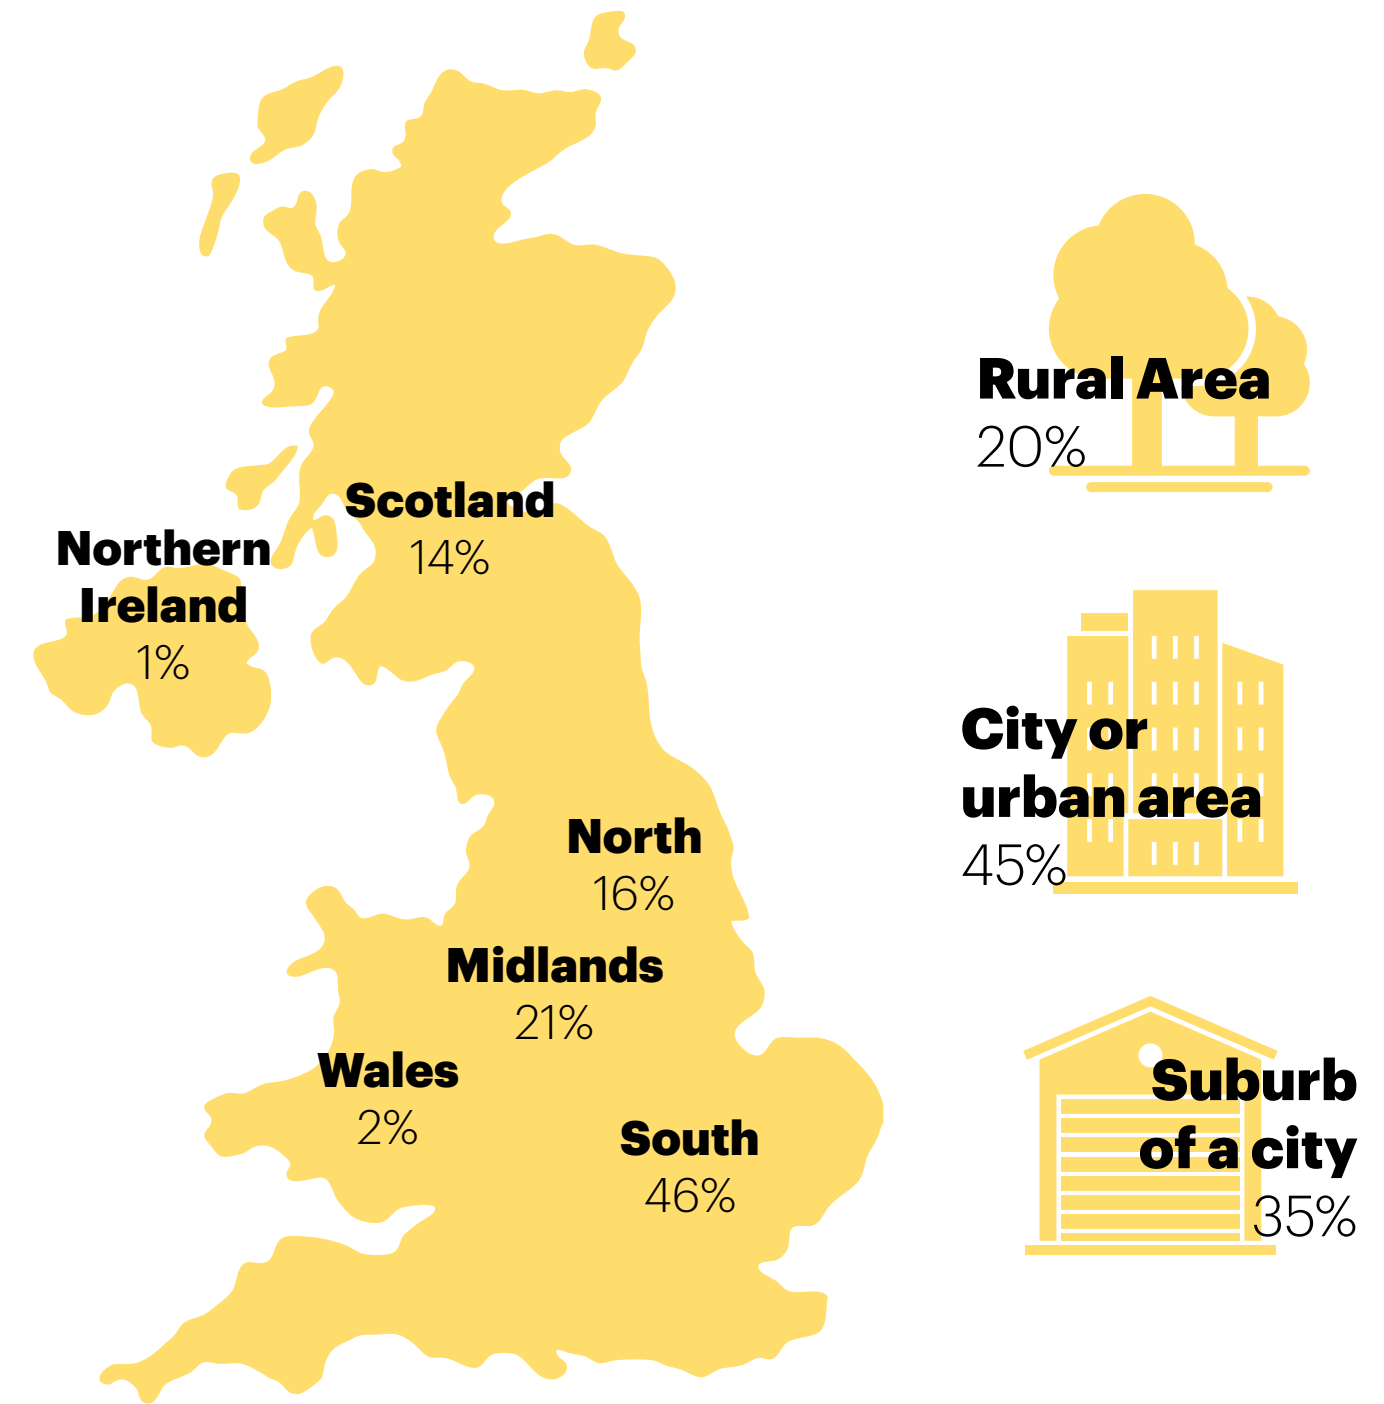 Scotland
14%
Northern
Ireland
1%
North
16%
Midlands
21%
Wales
2%
South
46%
Rural Area
20%
City or
urban area
45%
Suburb
of a city
35%